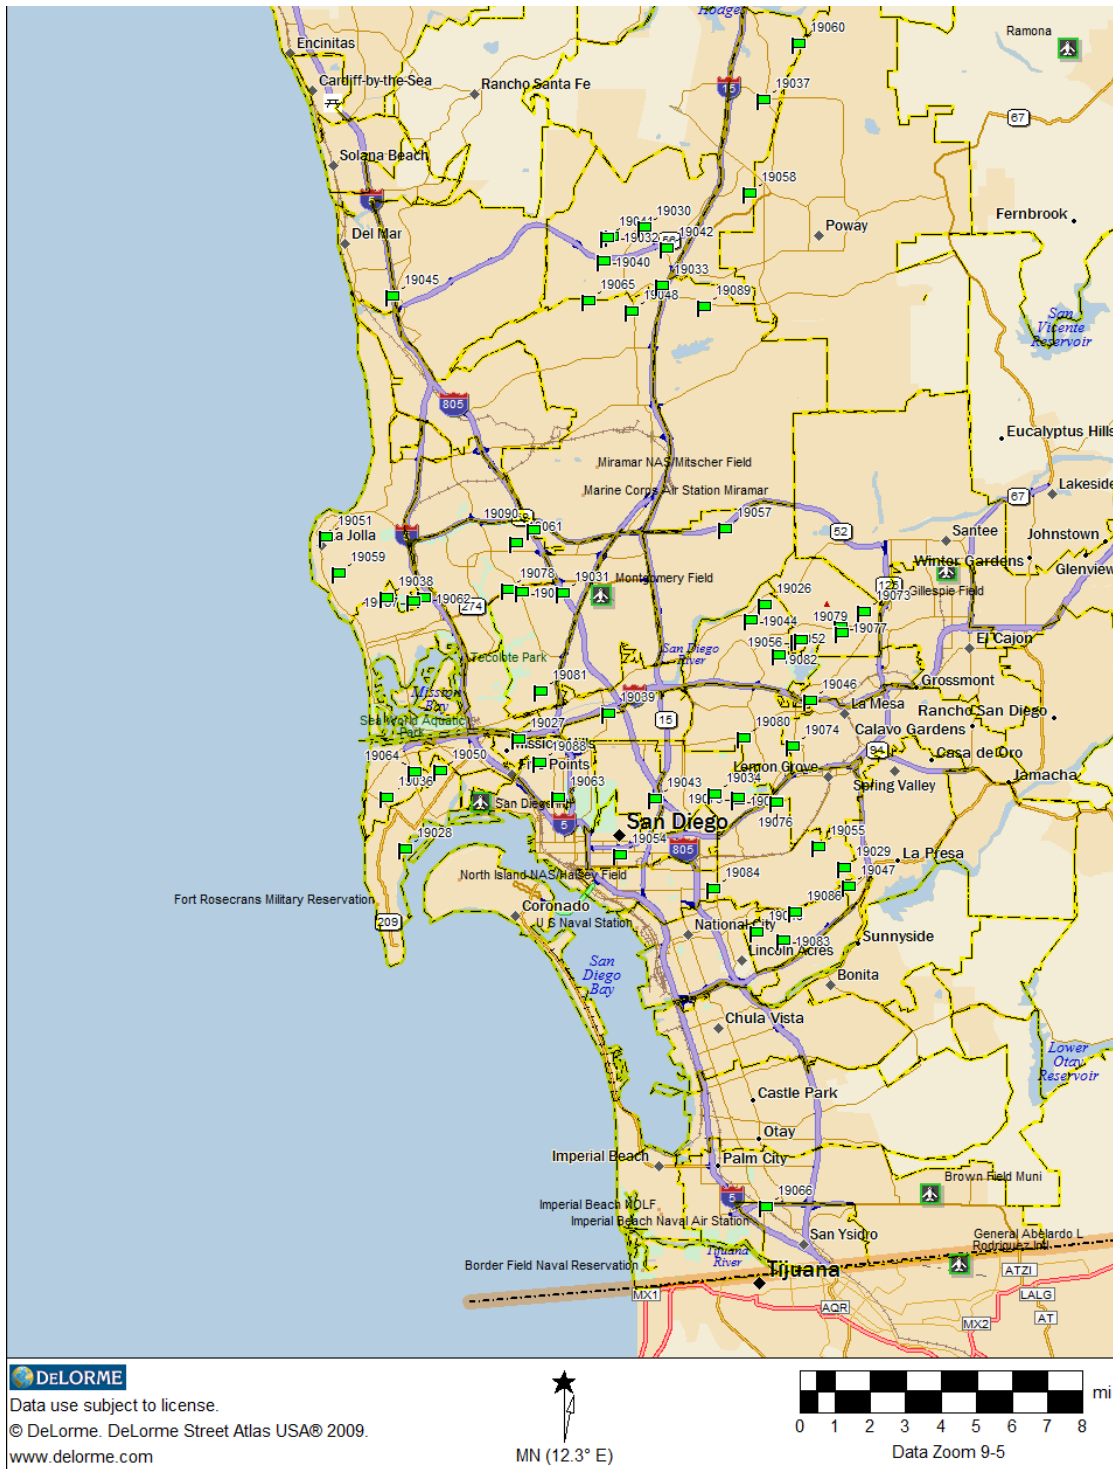 Hodges
19060
Ramona
Encinitas
Cardiff-by-the-Sea
Rancho Santa Fe
15
19037
67
Solana Beach
5
19058
Fernbrook
19030
19032
19042
Poway
Del Mar
19040
19033
19045
19065
19048
19089
San
Vicente
Reservoir
805
Eucalyptus Hills
Miramar NAS/Mitscher Field
Marine Corps Air Station Miramar
67
Lakeside
19051
19090
19061
19057
52
Santee
Johnstown
La Jolla
19059
Winter Gardens
Glenview
19038
19078
19031
Montgomery Field
Gillespie Field
19062
274
19026
19073
19044
19079
19077
19056
El Cajon
Tecolote Park
San Diego
River
19082
Mission
Bay
19081
19046
Grossmont
19039
La Mesa
Rancho San Diego
Sea World Aquatic
Park
19027
15
19080
19074
Calavo Gardens
94
Casa de Oro
19064
19050
19088
Lemon Grove
Jamacha
19036
19063
19043
19034
Spring Valley
San Diego
19076
19028
5
19054
805
19055
19029
La Presa
19047
19084
19086
North Island NAS/Halsey Field
Fort Rosecrans Military Reservation
209
Coronado
U S Naval Station
National City
19083
Sunnyside
Lincoln Acres
San
Diego
Bay
Bonita
Chula Vista
Lower
Otay
Reservoir
Castle Park
Otay
Imperial Beach
Palm City
Brown Field Muni
5
19066
Imperial Beach NOLF
Imperial Beach Naval Air Station
San Ysidro
General Abelardo L
Rodriguez Intl
Tijuana
River
Border Field Naval Reservation
Tijuana
ATZI
MX1
LALG
AQR
AT
MX2
DELORME
Data use subject to license.
© DeLorme. DeLorme Street Atlas USA® 2009.
www.delorme.com
MN (12.3° E)
mi
0 1 2 3 4 5 6 7 8
Data Zoom 9-5